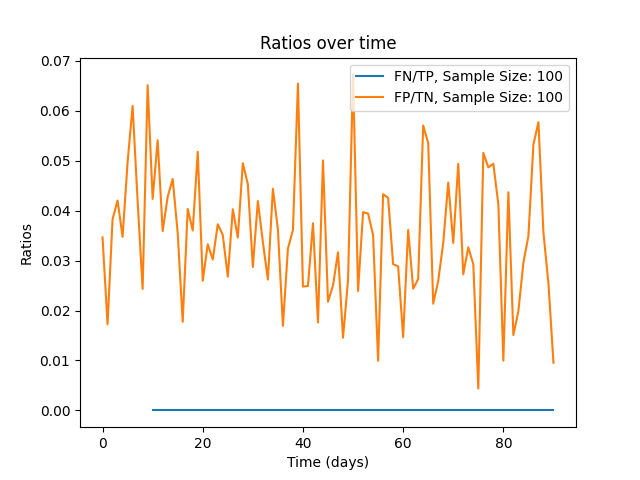 Ratios over time
FN/TP, Sample Size: 100
FP/TN, Sample Size: 100
Ratios
0.07
0.06
0.05
0.04
0.03
0.02
0.01
0.00
0 20 40 60 80
Time (days)